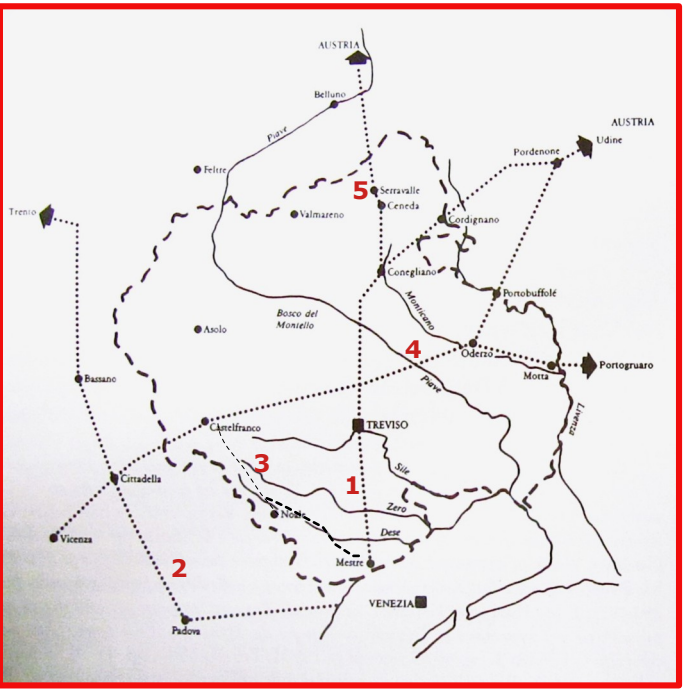 AUSTRIA
Belluno
Piave
AUSTRIA
Udine
Pordenone
Feltre
5
Serravalle
Ceneda
Trento
Valmareno
Cordignano
Conegliano
Portobuffolé
Monticano
Bosco del
Montello
Asolo
4
Oderzo
Portogruaro
Motta
Bassano
Piave
Livenza
Castelfranco
TREVISO
3
Sile
Cittadella
1
Zero
Noale
Vicenza
Dese
Mestre
2
VENEZIA
Padova